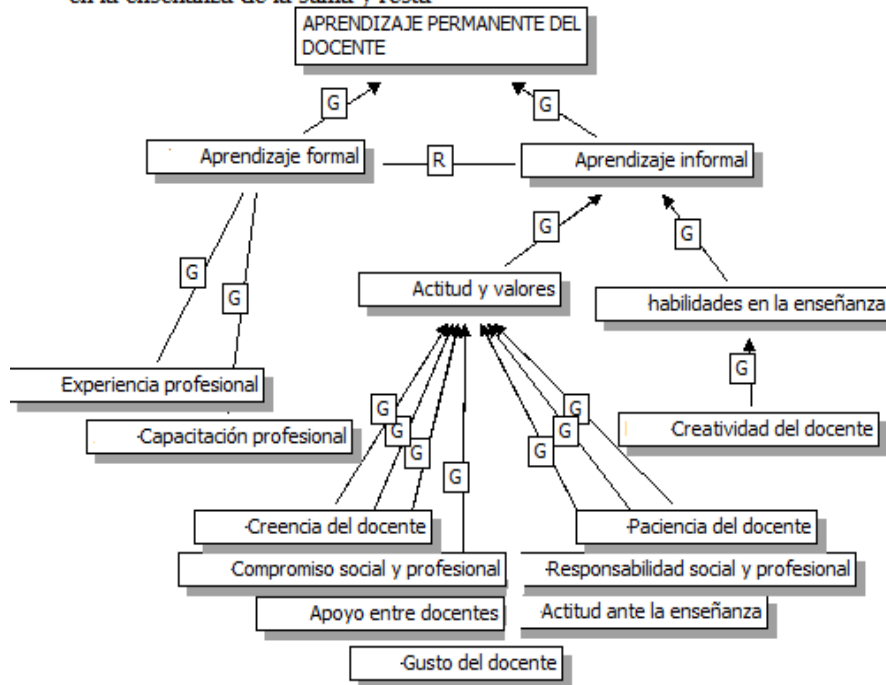 en la enseñanza de la suma y resta
APRENDIZAJE PERMANENTE DEL
DOCENTE
G
G
Aprendizaje formal
R
Aprendizaje informal
G
G
G
G
Actitud y valores
habilidades en la enseñanza
G
Experiencia profesional
Capacitación profesional
Creatividad del docente
G
G
G
G
G
G
G
Creencia del docente
Paciencia del docente
Compromiso social y profesional
Responsabilidad social y profesional
Apoyo entre docentes
Actitud ante la enseñanza
Gusto del docente